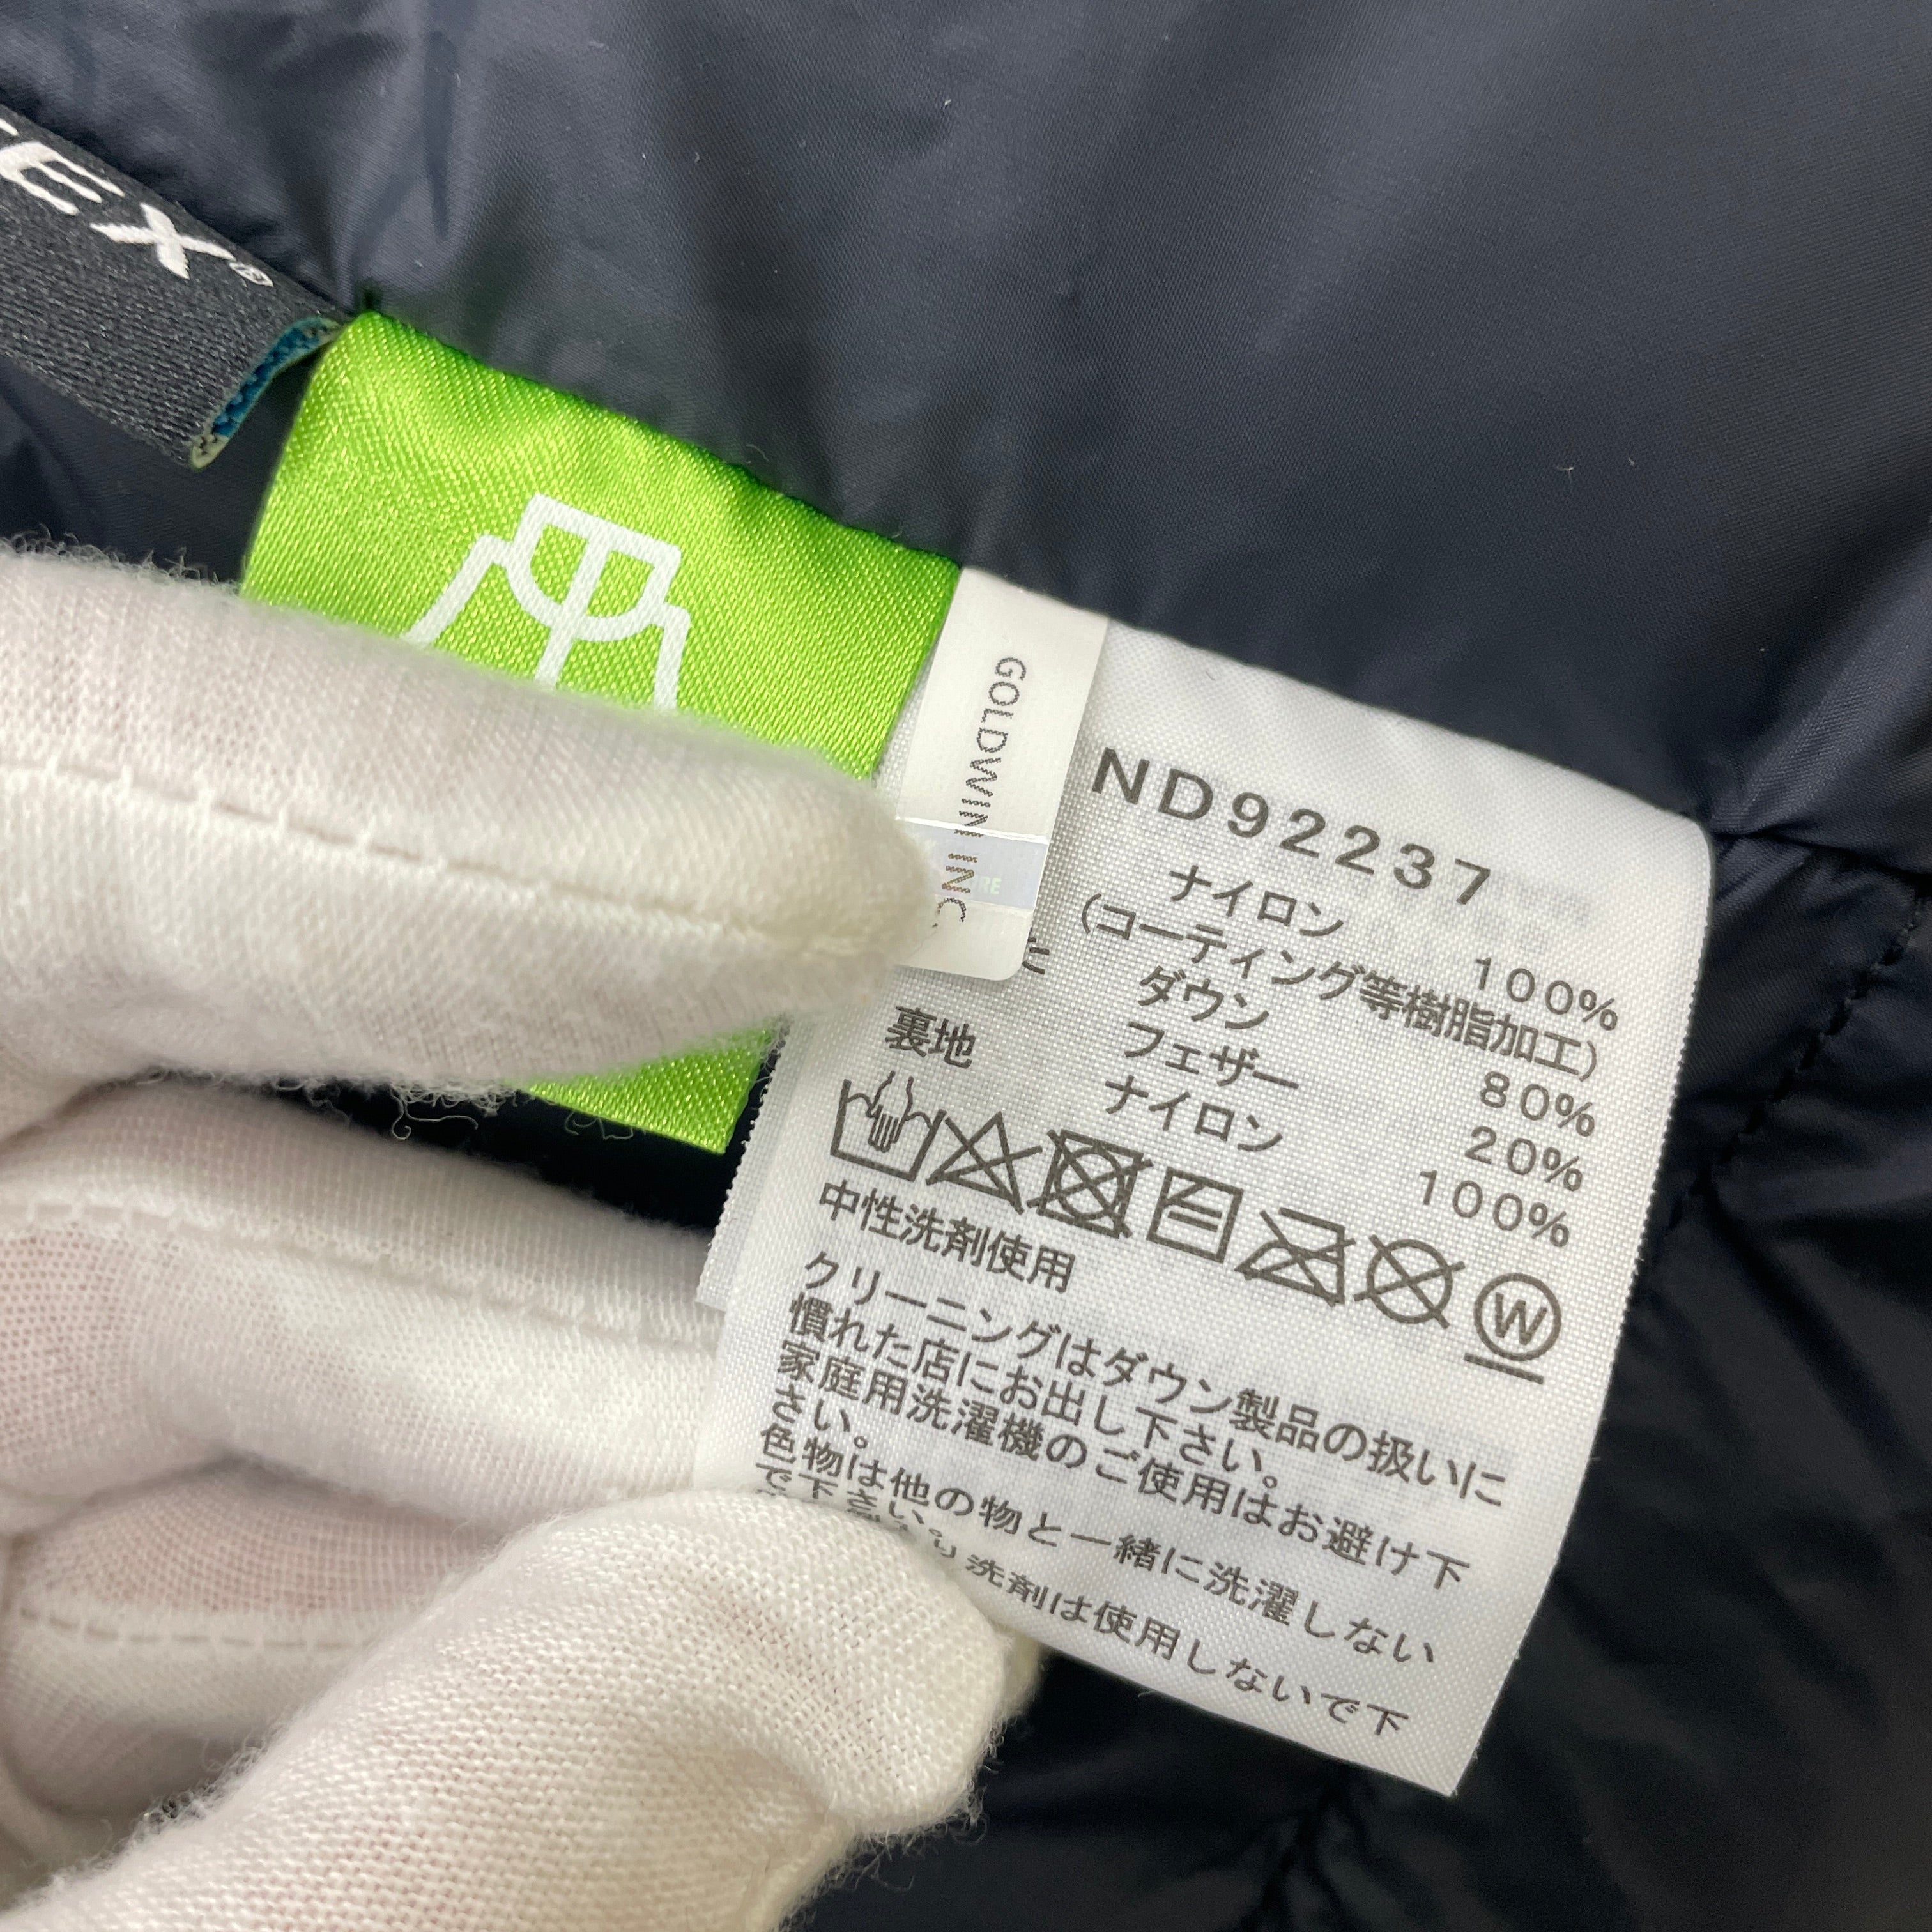 EX®
GOLDWIN INC.
ND92237
ナイロン 100%
(コーティング等樹脂加工)
ダウン 80%
フェザー 20%
裏地 ナイロン 100%
W
中性洗剤使用
クリーニングはダウン製品の扱いに
慣れた店にお出し下さい。
家庭用洗濯機のご使用はお避け下
さい。
色物は他の物と一緒に洗濯しない
で下さい。
洗剤は使用しないで下